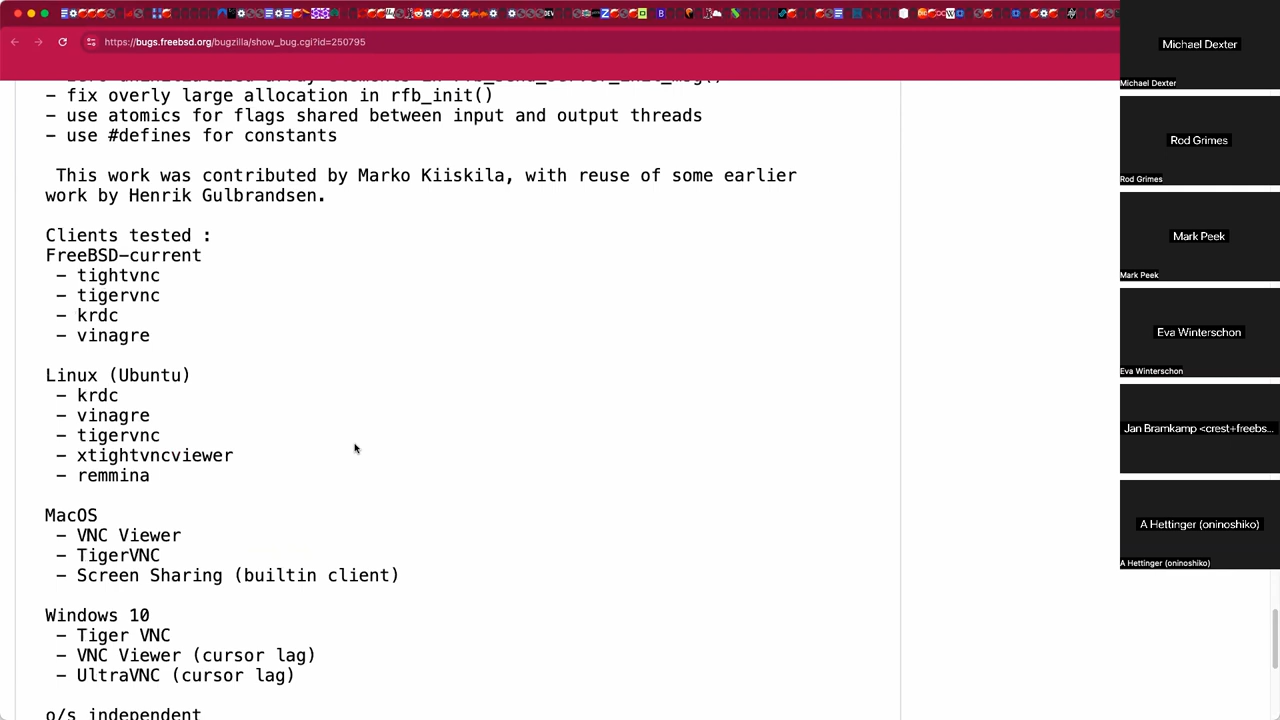 https://bugs.freebsd.org/bugzilla/show_bug.cgi?id=250795
- fix overly large allocation in rfb_init()
- use atomics for flags shared between input and output threads
- use #defines for constants
This work was contributed by Marko Kiiskila, with reuse of some earlier
work by Henrik Gulbrandsen.
Clients tested :
FreeBSD-current
- tightvnc
- tigervnc
- krdc
- vinagre
Linux (Ubuntu)
- krdc
- vinagre
- tigervnc
- xtightvncviewer
- remmina
MacOS
- VNC Viewer
- TigerVNC
- Screen Sharing (builtin client)
Windows 10
- Tiger VNC
- VNC Viewer (cursor lag)
- UltraVNC (cursor lag)
o/s independent
Michael Dexter
Michael Dexter
Rod Grimes
Rod Grimes
Mark Peek
Mark Peek
Eva Winterschon
Eva Winterschon
Jan Bramkamp <crest+freebs...
A Hettinger (oninoshiko)
A Hettinger (oninoshiko)